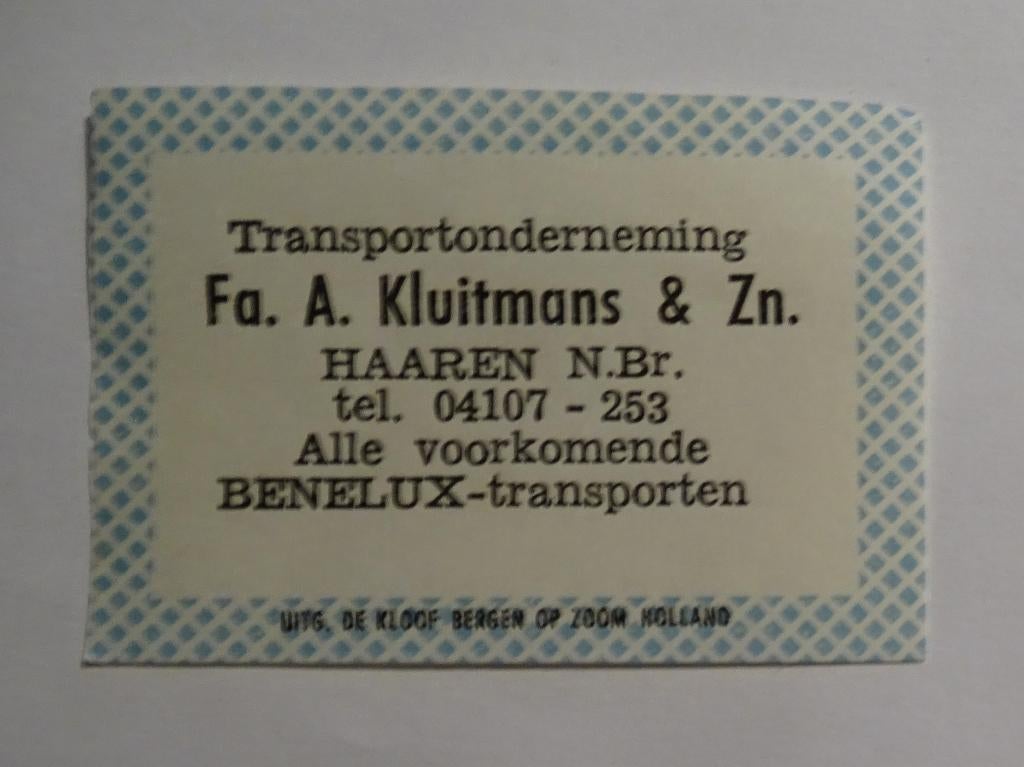 Transportonderneming
Fa. A. Kluitmans & Zn.
HAAREN N.Br.
tel. 04107 - 253
Alle voorkomende
BENELUX-transporten
UITG. DE KLOOF BERGEN OP ZOOM HOLLAND